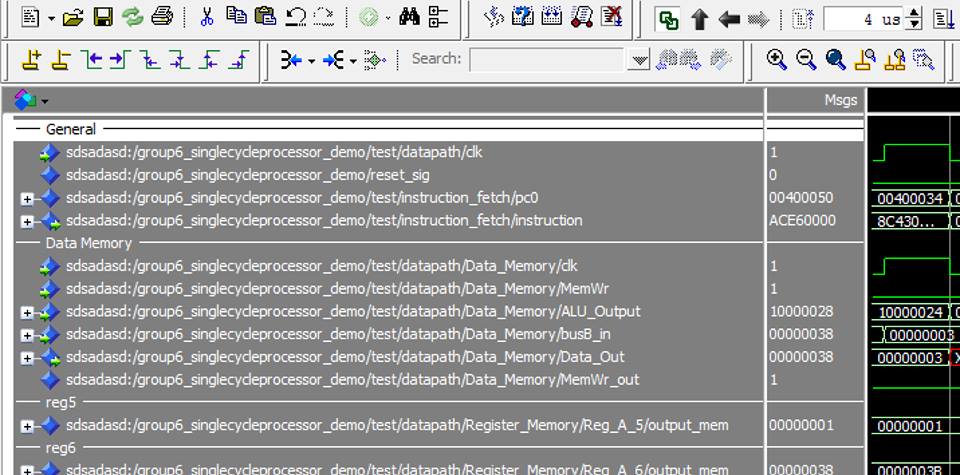 4 us
Search:
Msgs
General
sdsadasd:/group6_singlecycleprocessor_demo/test/datapath/clk 1
sdsadasd:/group6_singlecycleprocessor_demo/reset_sig 0
sdsadasd:/group6_singlecycleprocessor_demo/test/instruction_fetch/pc0 00400050 00400034
sdsadasd:/group6_singlecycleprocessor_demo/test/instruction_fetch/instruction ACE60000 8C430...
Data Memory
sdsadasd:/group6_singlecycleprocessor_demo/test/datapath/Data_Memory/clk 1
sdsadasd:/group6_singlecycleprocessor_demo/test/datapath/Data_Memory/MemWr 1
sdsadasd:/group6_singlecycleprocessor_demo/test/datapath/Data_Memory/ALU_Output 10000028 10000024
sdsadasd:/group6_singlecycleprocessor_demo/test/datapath/Data_Memory/busB_in 00000038 00000003
sdsadasd:/group6_singlecycleprocessor_demo/test/datapath/Data_Memory/Data_Out 00000038 00000003
sdsadasd:/group6_singlecycleprocessor_demo/test/datapath/Data_Memory/MemWr_out 1
reg5
sdsadasd:/group6_singlecycleprocessor_demo/test/datapath/Register_Memory/Reg_A_5/output_mem 00000001 00000001
reg6
sdsadasd:/group6_singlecycleprocessor_demo/test/datapath/Register_Memory/Reg_A_6/output_mem 00000038 00000038